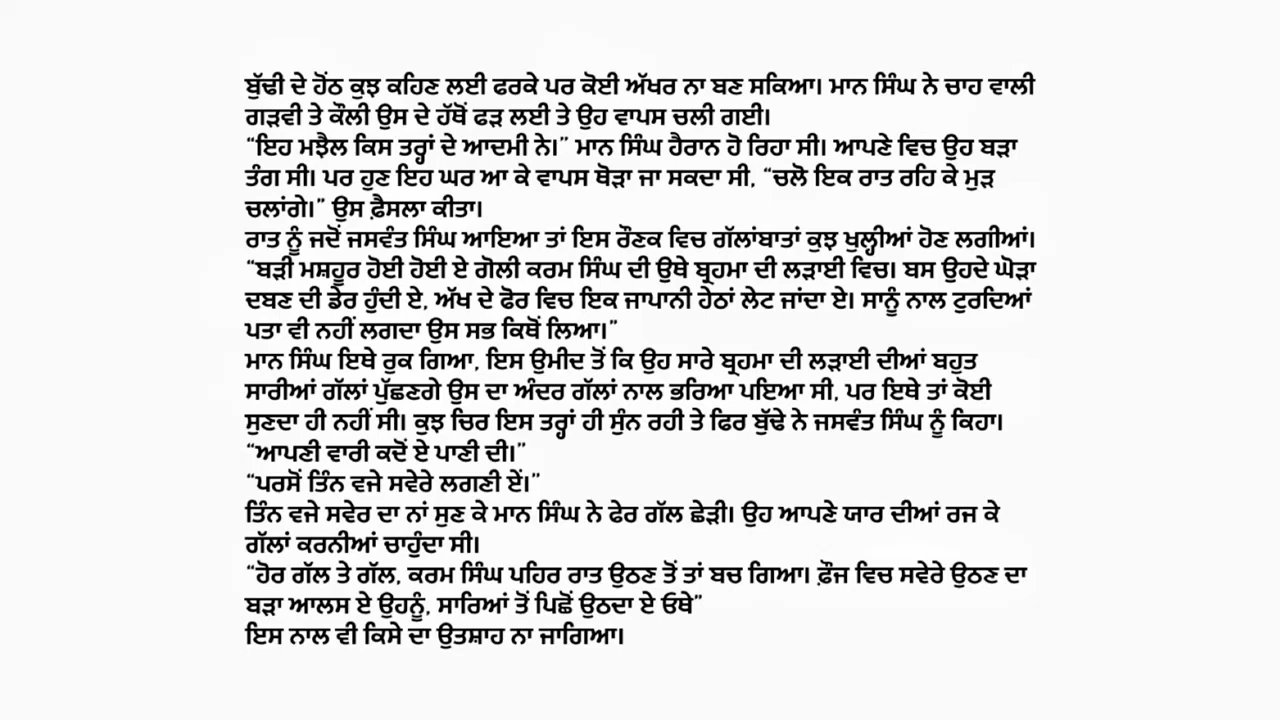 ਬੁੱਢੀ ਦੇ ਹੋਂਠ ਕੁਝ ਕਹਿਣ ਲਈ ਫਰਕੇ ਪਰ ਕੋਈ ਅੱਖਰ ਨਾ ਬਣ ਸਕਿਆ। ਮਾਨ ਸਿੰਘ ਨੇ ਚਾਹ ਵਾਲੀ
ਗੜਵੀ ਤੇ ਕੌਲੀ ਉਸ ਦੇ ਹੱਥੋਂ ਫੜ ਲਈ ਤੇ ਉਹ ਵਾਪਸ ਚਲੀ ਗਈ।
“ਇਹ ਮਝੈਲ ਕਿਸ ਤਰ੍ਹਾਂ ਦੇ ਆਦਮੀ ਨੇ।” ਮਾਨ ਸਿੰਘ ਹੈਰਾਨ ਹੋ ਰਿਹਾ ਸੀ। ਆਪਣੇ ਵਿਚ ਉਹ ਬੜਾ
ਤੰਗ ਸੀ। ਪਰ ਹੁਣ ਇਹ ਘਰ ਆ ਕੇ ਵਾਪਸ ਥੋੜਾ ਜਾ ਸਕਦਾ ਸੀ, “ਚਲੋ ਇਕ ਰਾਤ ਰਹਿ ਕੇ ਮੁੜ
ਚਲਾਂਗੇ।” ਉਸ ਫ਼ੈਸਲਾ ਕੀਤਾ।
ਰਾਤ ਨੂੰ ਜਦੋਂ ਜਸਵੰਤ ਸਿੰਘ ਆਇਆ ਤਾਂ ਇਸ ਰੌਣਕ ਵਿਚ ਗੱਲਾਂਬਾਤਾਂ ਕੁਝ ਖੁਲ੍ਹੀਆਂ ਹੋਣ ਲਗੀਆਂ।
“ਬੜੀ ਮਸ਼ਹੂਰ ਹੋਈ ਹੋਈ ਏ ਗੋਲੀ ਕਰਮ ਸਿੰਘ ਦੀ ਉਥੇ ਬ੍ਰਹਮਾ ਦੀ ਲੜਾਈ ਵਿਚ। ਬਸ ਉਹਦੇ ਘੋੜਾ
ਦਬਣ ਦੀ ਡੇਰ ਹੁੰਦੀ ਏ, ਅੱਖ ਦੇ ਫੋਰ ਵਿਚ ਇਕ ਜਾਪਾਨੀ ਹੇਠਾਂ ਲੇਟ ਜਾਂਦਾ ਏ। ਸਾਨੂੰ ਨਾਲ ਟੁਰਦਿਆਂ
ਪਤਾ ਵੀ ਨਹੀਂ ਲਗਦਾ ਉਸ ਸਭ ਕਿਥੋਂ ਲਿਆ।”
ਮਾਨ ਸਿੰਘ ਇਥੇ ਰੁਕ ਗਿਆ, ਇਸ ਉਮੀਦ ਤੋਂ ਕਿ ਉਹ ਸਾਰੇ ਬ੍ਰਹਮਾ ਦੀ ਲੜਾਈ ਦੀਆਂ ਬਹੁਤ
ਸਾਰੀਆਂ ਗੱਲਾਂ ਪੁੱਛਣਗੇ ਉਸ ਦਾ ਅੰਦਰ ਗੱਲਾਂ ਨਾਲ ਭਰਿਆ ਪਇਆ ਸੀ, ਪਰ ਇਥੇ ਤਾਂ ਕੋਈ
ਸੁਣਦਾ ਹੀ ਨਹੀਂ ਸੀ। ਕੁਝ ਚਿਰ ਇਸ ਤਰ੍ਹਾਂ ਹੀ ਸੁੰਨ ਰਹੀ ਤੇ ਫਿਰ ਬੁੱਢੇ ਨੇ ਜਸਵੰਤ ਸਿੰਘ ਨੂੰ ਕਿਹਾ।
“ਆਪਣੀ ਵਾਰੀ ਕਦੋਂ ਏ ਪਾਣੀ ਦੀ।”
“ਪਰਸੋਂ ਤਿੰਨ ਵਜੇ ਸਵੇਰੇ ਲਗਣੀ ਏਂ।”
ਤਿੰਨ ਵਜੇ ਸਵੇਰ ਦਾ ਨਾਂ ਸੁਣ ਕੇ ਮਾਨ ਸਿੰਘ ਨੇ ਫੇਰ ਗੱਲ ਛੇੜੀ। ਉਹ ਆਪਣੇ ਯਾਰ ਦੀਆਂ ਰਜ ਕੇ
ਗੱਲਾਂ ਕਰਨੀਆਂ ਚਾਹੁੰਦਾ ਸੀ।
“ਹੋਰ ਗੱਲ ਤੇ ਗੱਲ, ਕਰਮ ਸਿੰਘ ਪਹਿਰ ਰਾਤ ਉਠਣ ਤੋਂ ਤਾਂ ਬਚ ਗਿਆ। ਫ਼ੌਜ ਵਿਚ ਸਵੇਰੇ ਉਠਣ ਦਾ
ਬੜਾ ਆਲਸ ਏ ਉਹਨੂੰ, ਸਾਰਿਆਂ ਤੋਂ ਪਿਛੋਂ ਉਠਦਾ ਏ ਓਥੇ”
ਇਸ ਨਾਲ ਵੀ ਕਿਸੇ ਦਾ ਉਤਸ਼ਾਹ ਨਾ ਜਾਗਿਆ।